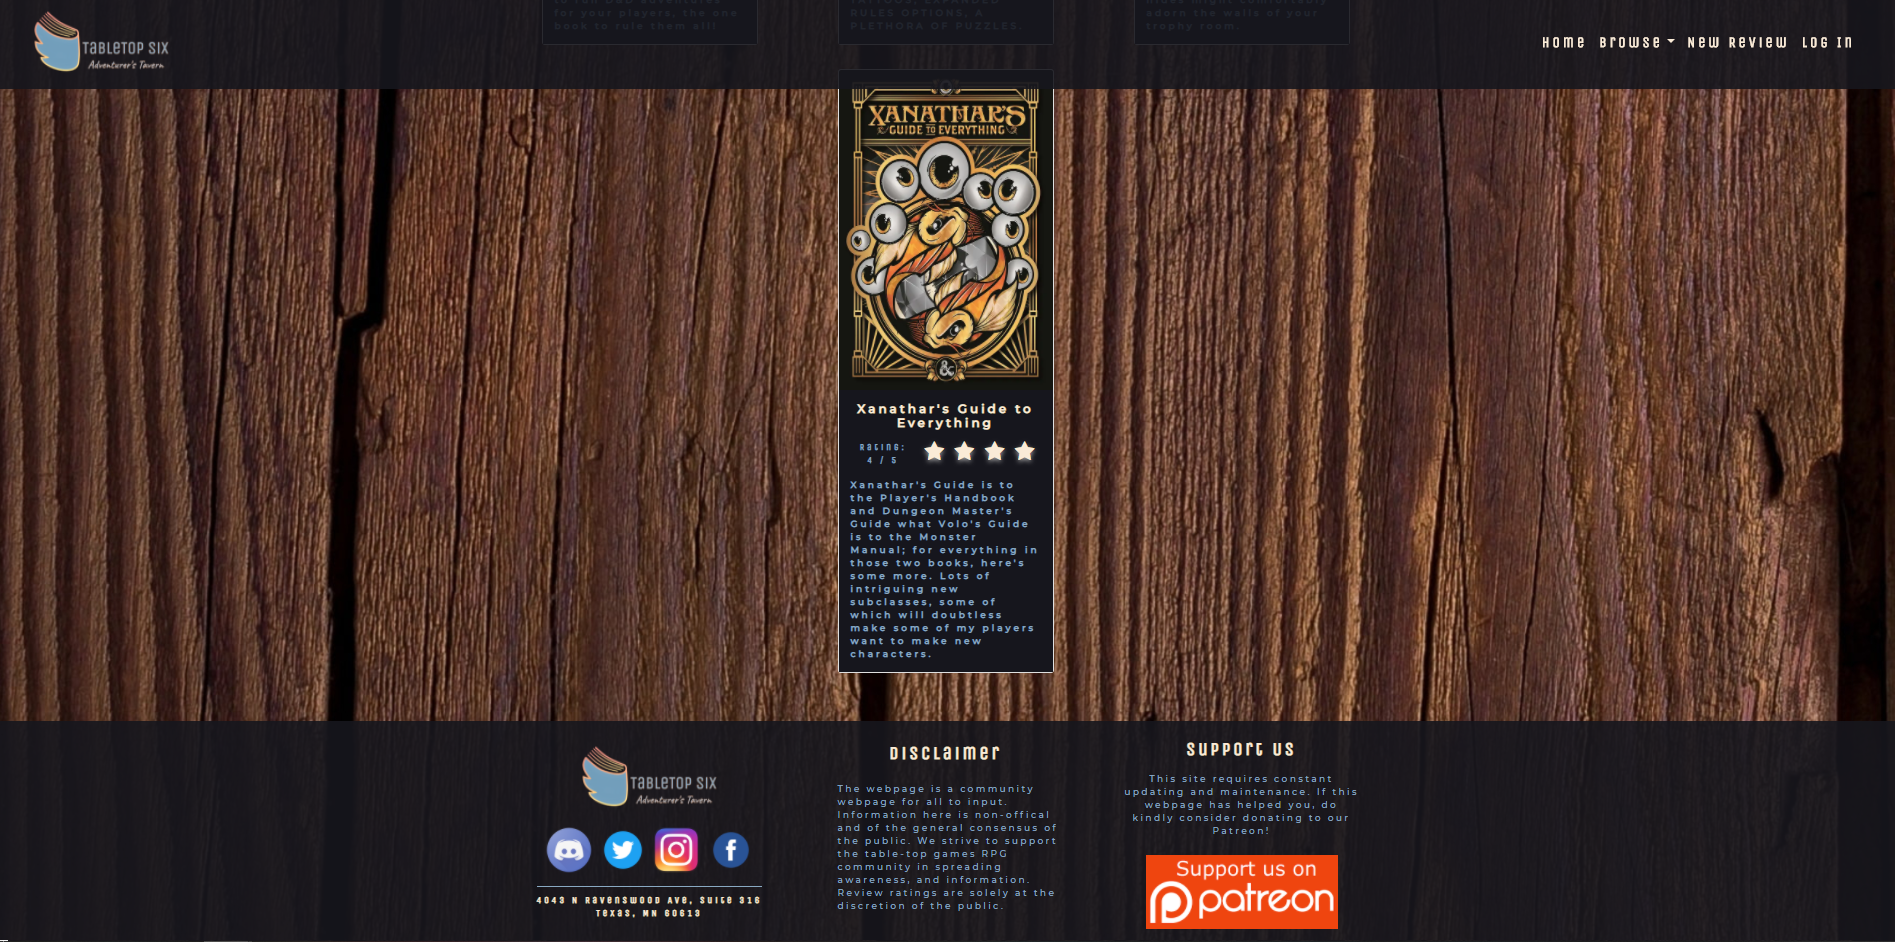 to run D&D adventures
for your players, the one
book to rule them all!
TATTOOS, EXPANDED
RULES OPTIONS, A
PLETHORA OF PUZZLES.
hides might comfortably
adorn the walls of your
trophy room.
TABLETOP SIX
Adventurer's Tavern
Home Browse New Review Log In
XANATHAR'S
GUIDE TO EVERYTHING
&
Xanathar's Guide to
Everything
Rating:
4 / 5
Xanathar's Guide is to
the Player's Handbook
and Dungeon Master's
Guide what Volo's Guide
is to the Monster
Manual; for everything in
those two books, here's
some more. Lots of
intriguing new
subclasses, some of
which will doubtless
make some of my players
want to make new
characters.
TABLETOP SIX
Adventurer's Tavern
4043 N Ravenswood Ave, Suite 316
Texas, MN 60613
Disclaimer
The webpage is a community
webpage for all to input.
Information here is non-offical
and of the general consensus of
the public. We strive to support
the table-top games RPG
community in spreading
awareness, and information.
Review ratings are solely at the
discretion of the public.
Support Us
This site requires constant
updating and maintenance. If this
webpage has helped you, do
kindly consider donating to our
Patreon!
Support us on
patreon